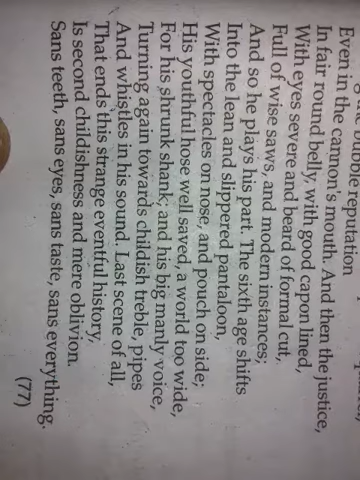 reputation
Even in the cannon's mouth. And then the justice,
In fair round belly, with good capon lined,
With eyes severe and beard of formal cut,
Full of wise saws, and modern instances;
And so he plays his part. The sixth age shifts
Into the lean and slippered pantaloon,
With spectacles on nose, and pouch on side;
His youthful hose well saved, a world too wide,
For his shrunk shank; and his big manly voice,
Turning again towards childish treble, pipes
And whistles in his sound. Last scene of all,
That ends this strange eventful history.
Is second childishness and mere oblivion.
Sans teeth, sans eyes, sans taste, sans everything.
(77)